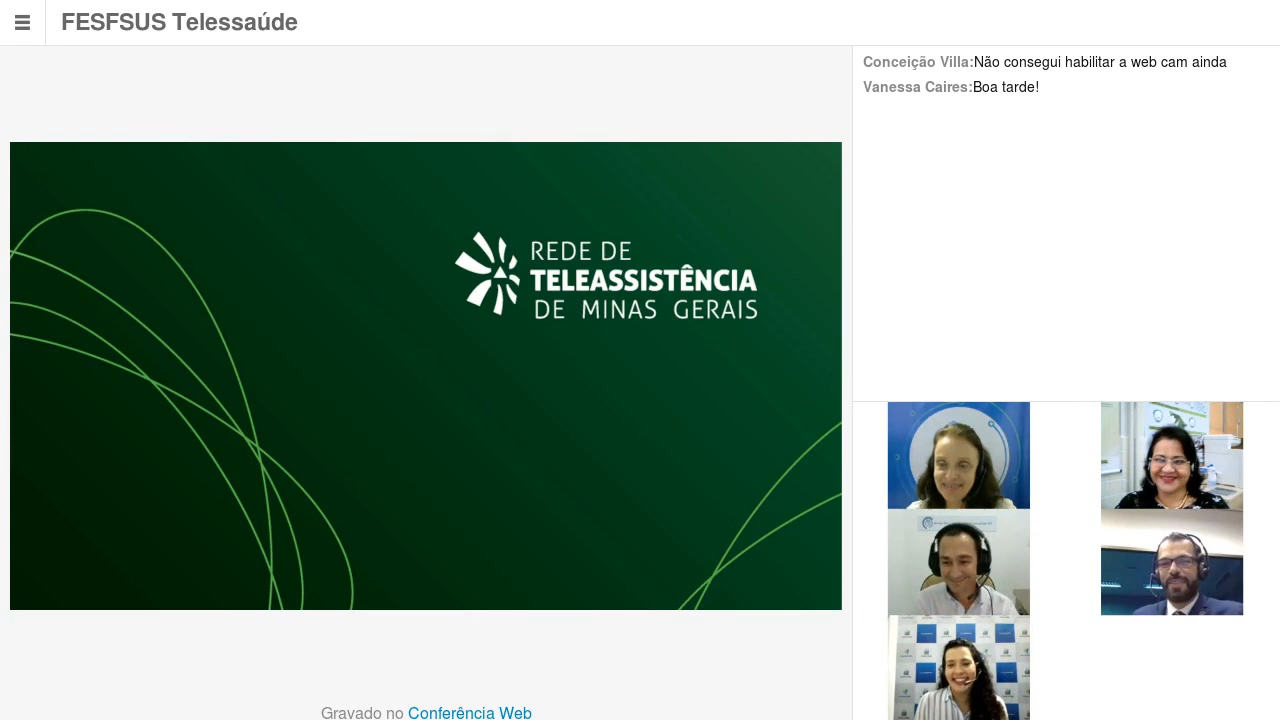 FESFSUS Telessaúde
Conceição Villa:Não consegui habilitar a web cam ainda
Vanessa Caires:Boa tarde!
REDE DE
TELEASSISTÊNCIA
DE MINAS GERAIS
Gravado no Conferência Web